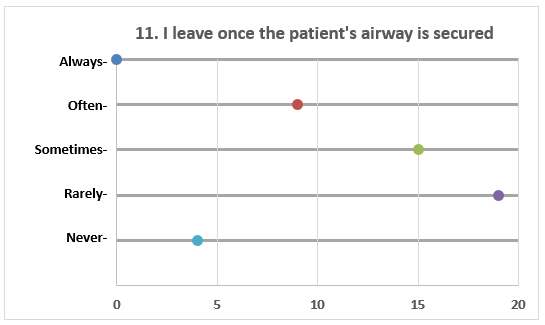 11. I leave once the patient's airway is secured
Always-
Often-
Sometimes-
Rarely-
Never-
0 5 10 15 20